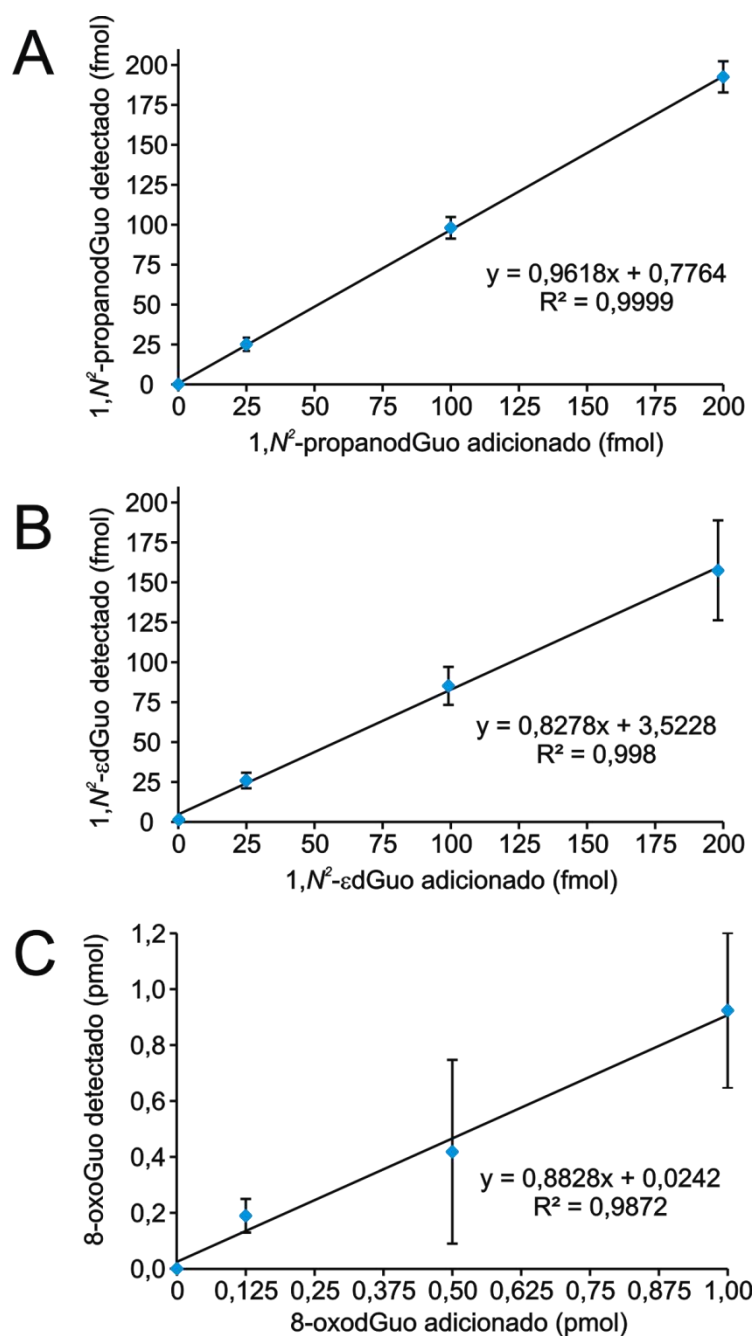 A
1,N²-propanodGuo detectado (fmol)
200
175
150
125
100
75
50
25
0
y = 0,9618x + 0,7764
R² = 0,9999
0 25 50 75 100 125 150 175 200
1,N²-propanodGuo adicionado (fmol)
B
1,N²-εdGuo detectado (fmol)
200
175
150
125
100
75
50
25
0
y = 0,8278x + 3,5228
R² = 0,998
0 25 50 75 100 125 150 175 200
1,N²-εdGuo adicionado (fmol)
C
8-oxoGuo detectado (pmol)
1,2
1,0
0,8
0,6
0,4
0,2
0,0
y = 0,8828x + 0,0242
R² = 0,9872
0 0,125 0,25 0,375 0,50 0,625 0,75 0,875 1,00
8-oxodGuo adicionado (pmol)